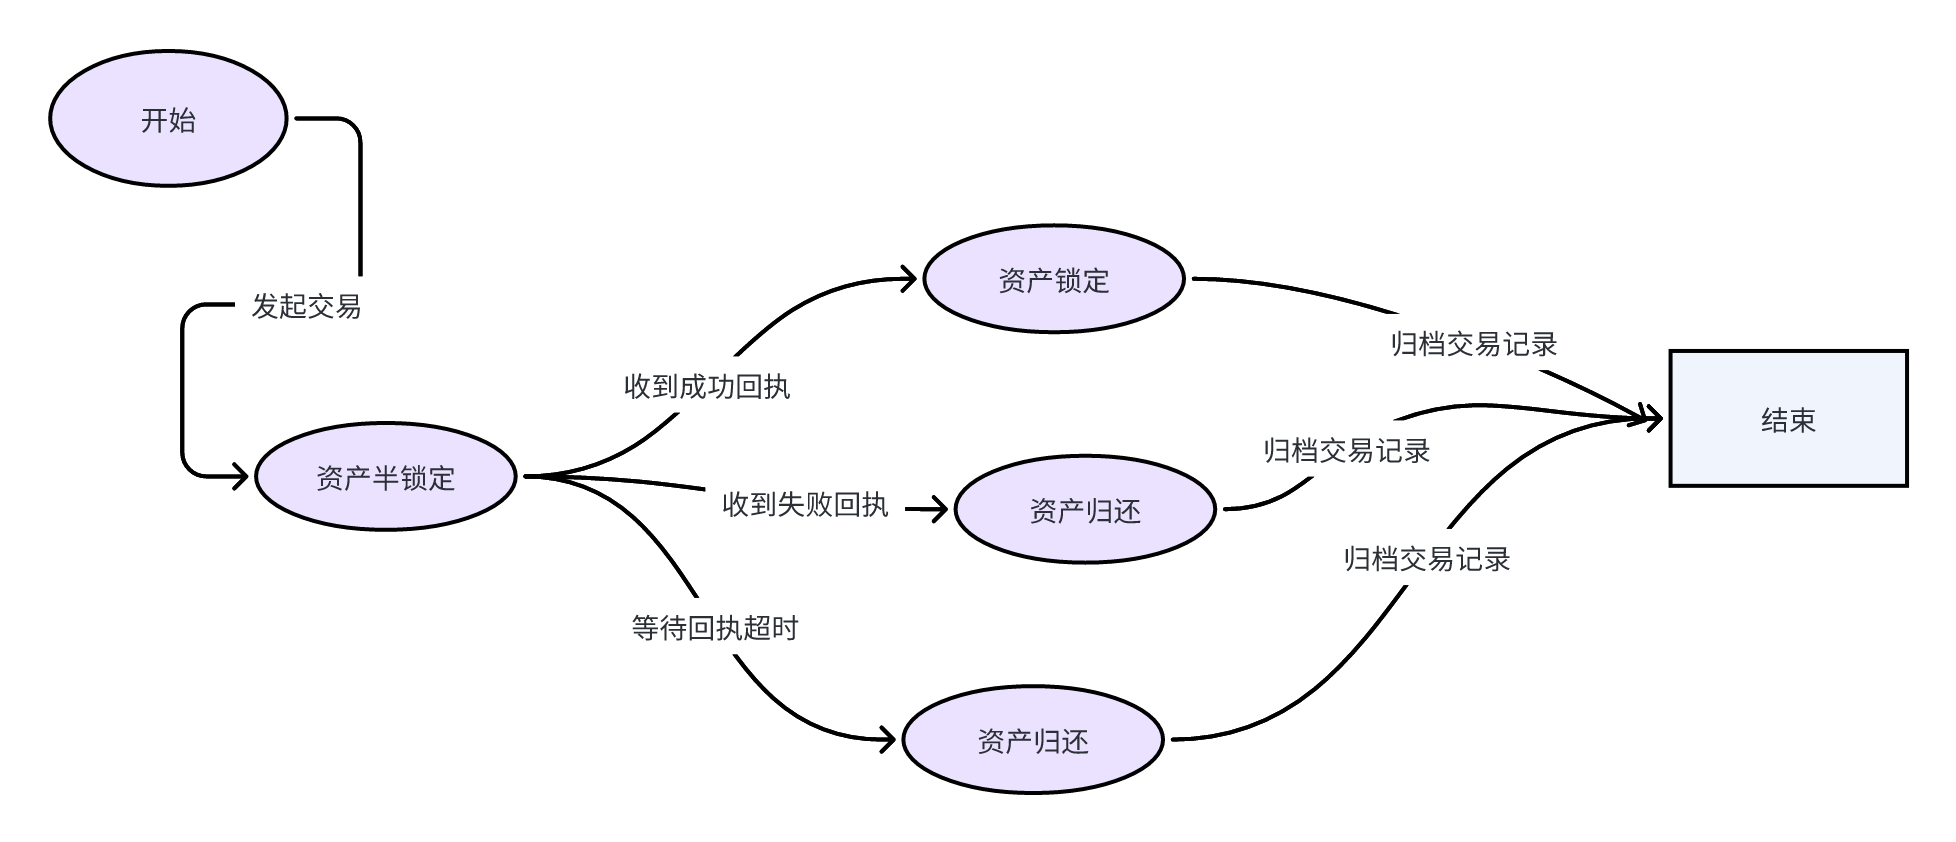 开始
发起交易
资产半锁定
收到成功回执
收到失败回执
等待回执超时
资产锁定
资产归还
资产归还
归档交易记录
归档交易记录
归档交易记录
结束